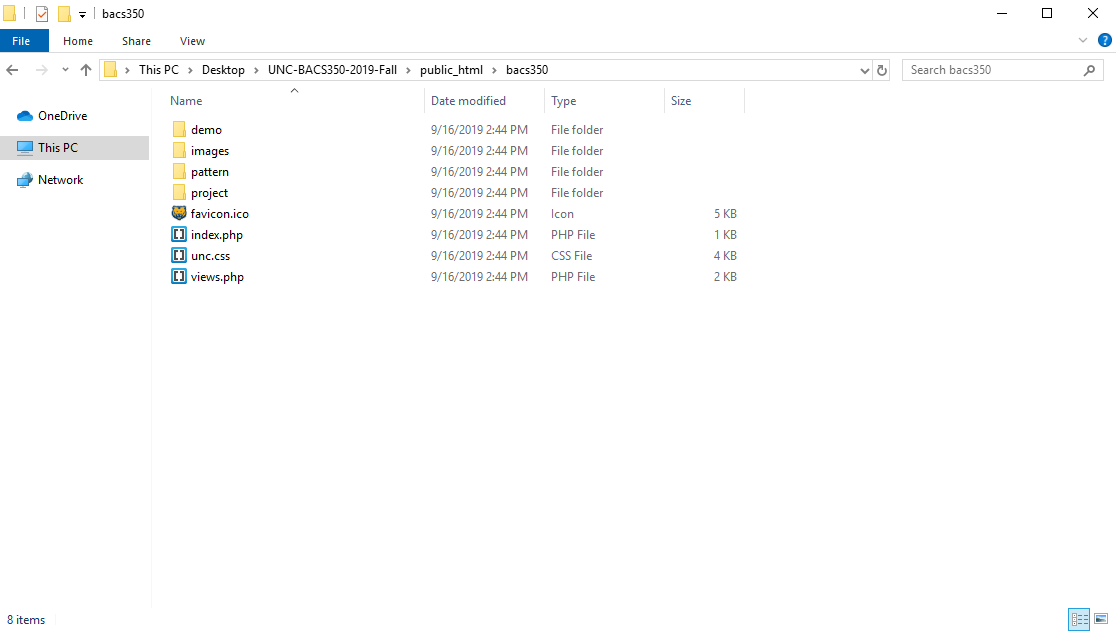 bacs350
File Home Share View
This PC Desktop UNC-BACS350-2019-Fall public_html bacs350 Search bacs350
Name Date modified Type Size
OneDrive
This PC
Network
demo 9/16/2019 2:44 PM File folder
images 9/16/2019 2:44 PM File folder
pattern 9/16/2019 2:44 PM File folder
project 9/16/2019 2:44 PM File folder
favicon.ico 9/16/2019 2:44 PM Icon 5 KB
index.php 9/16/2019 2:44 PM PHP File 1 KB
unc.css 9/16/2019 2:44 PM CSS File 4 KB
views.php 9/16/2019 2:44 PM PHP File 2 KB
8 items